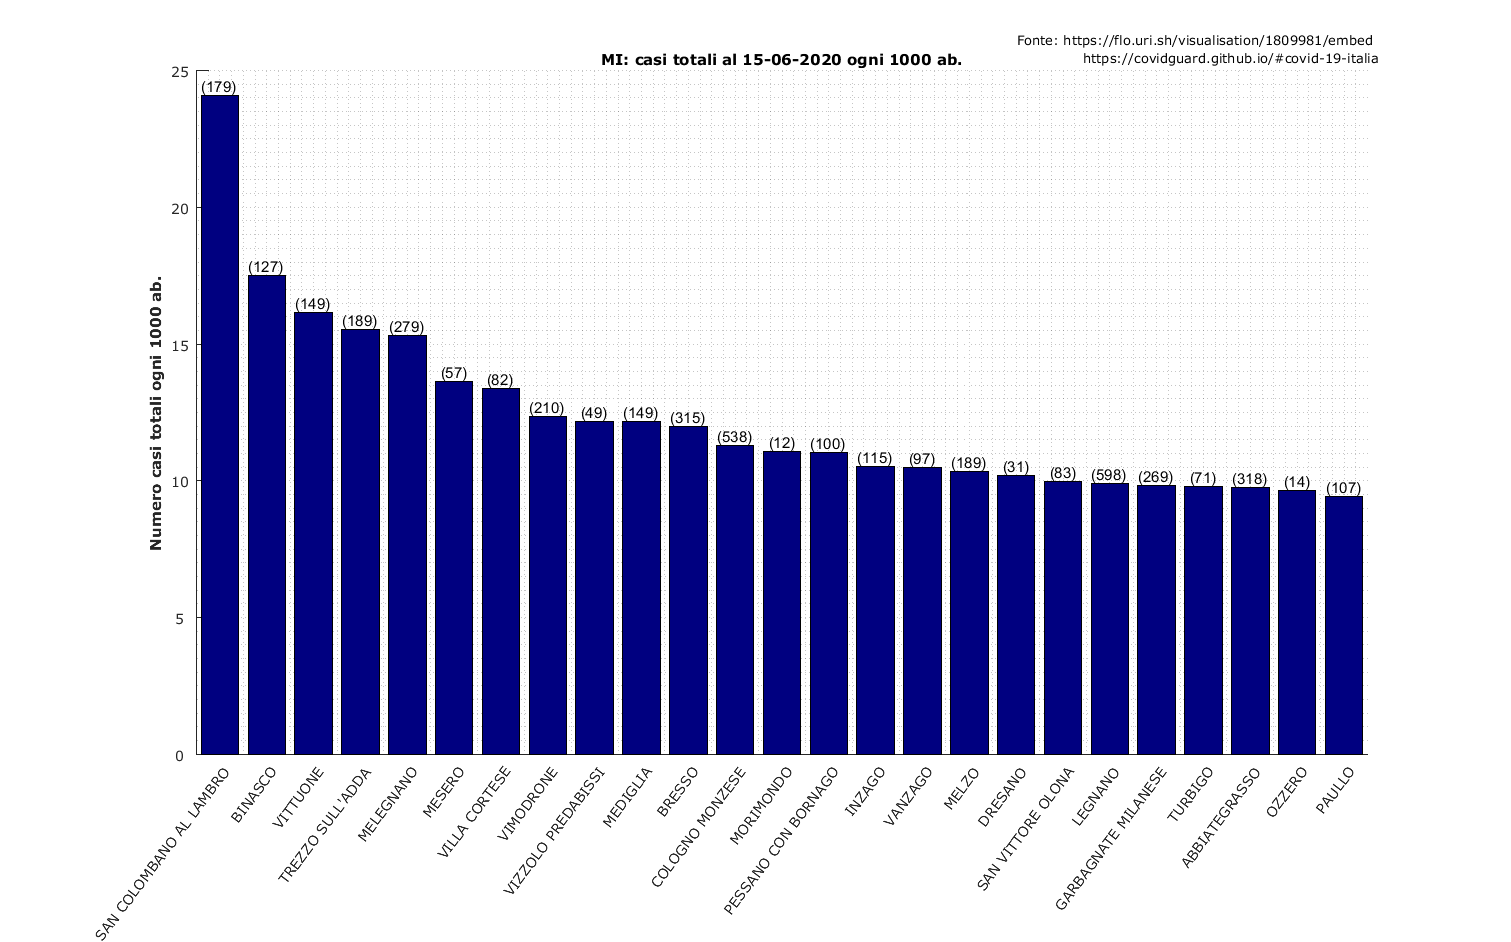 Fonte: https://flo.uri.sh/visualisation/1809981/embed
https://covidguard.github.io/#covid-19-italia
MI: casi totali al 15-06-2020 ogni 1000 ab.
Numero casi totali ogni 1000 ab.
25
20
15
10
5
0
(179)
(127)
(149)
(189)
(279)
(57)
(82)
(210)
(49)
(149)
(315)
(538)
(12)
(100)
(115)
(97)
(189)
(31)
(83)
(598)
(269)
(71)
(318)
(14)
(107)
SAN COLOMBANO AL LAMBRO
BINASCO
VITTUONE
TREZZO SULL'ADDA
MELEGNANO
MESERO
VILLA CORTESE
VIMODRONE
VIZZOLO PREDABISSI
MEDIGLIA
BRESSO
COLOGNO MONZESE
MORIMONDO
PESSANO CON BORNAGO
INZAGO
VANZAGO
MELZO
DRESANO
SAN VITTORE OLONA
LEGNANO
GARBAGNATE MILANESE
TURBIGO
ABBIATEGRASSO
OZZERO
PAULLO